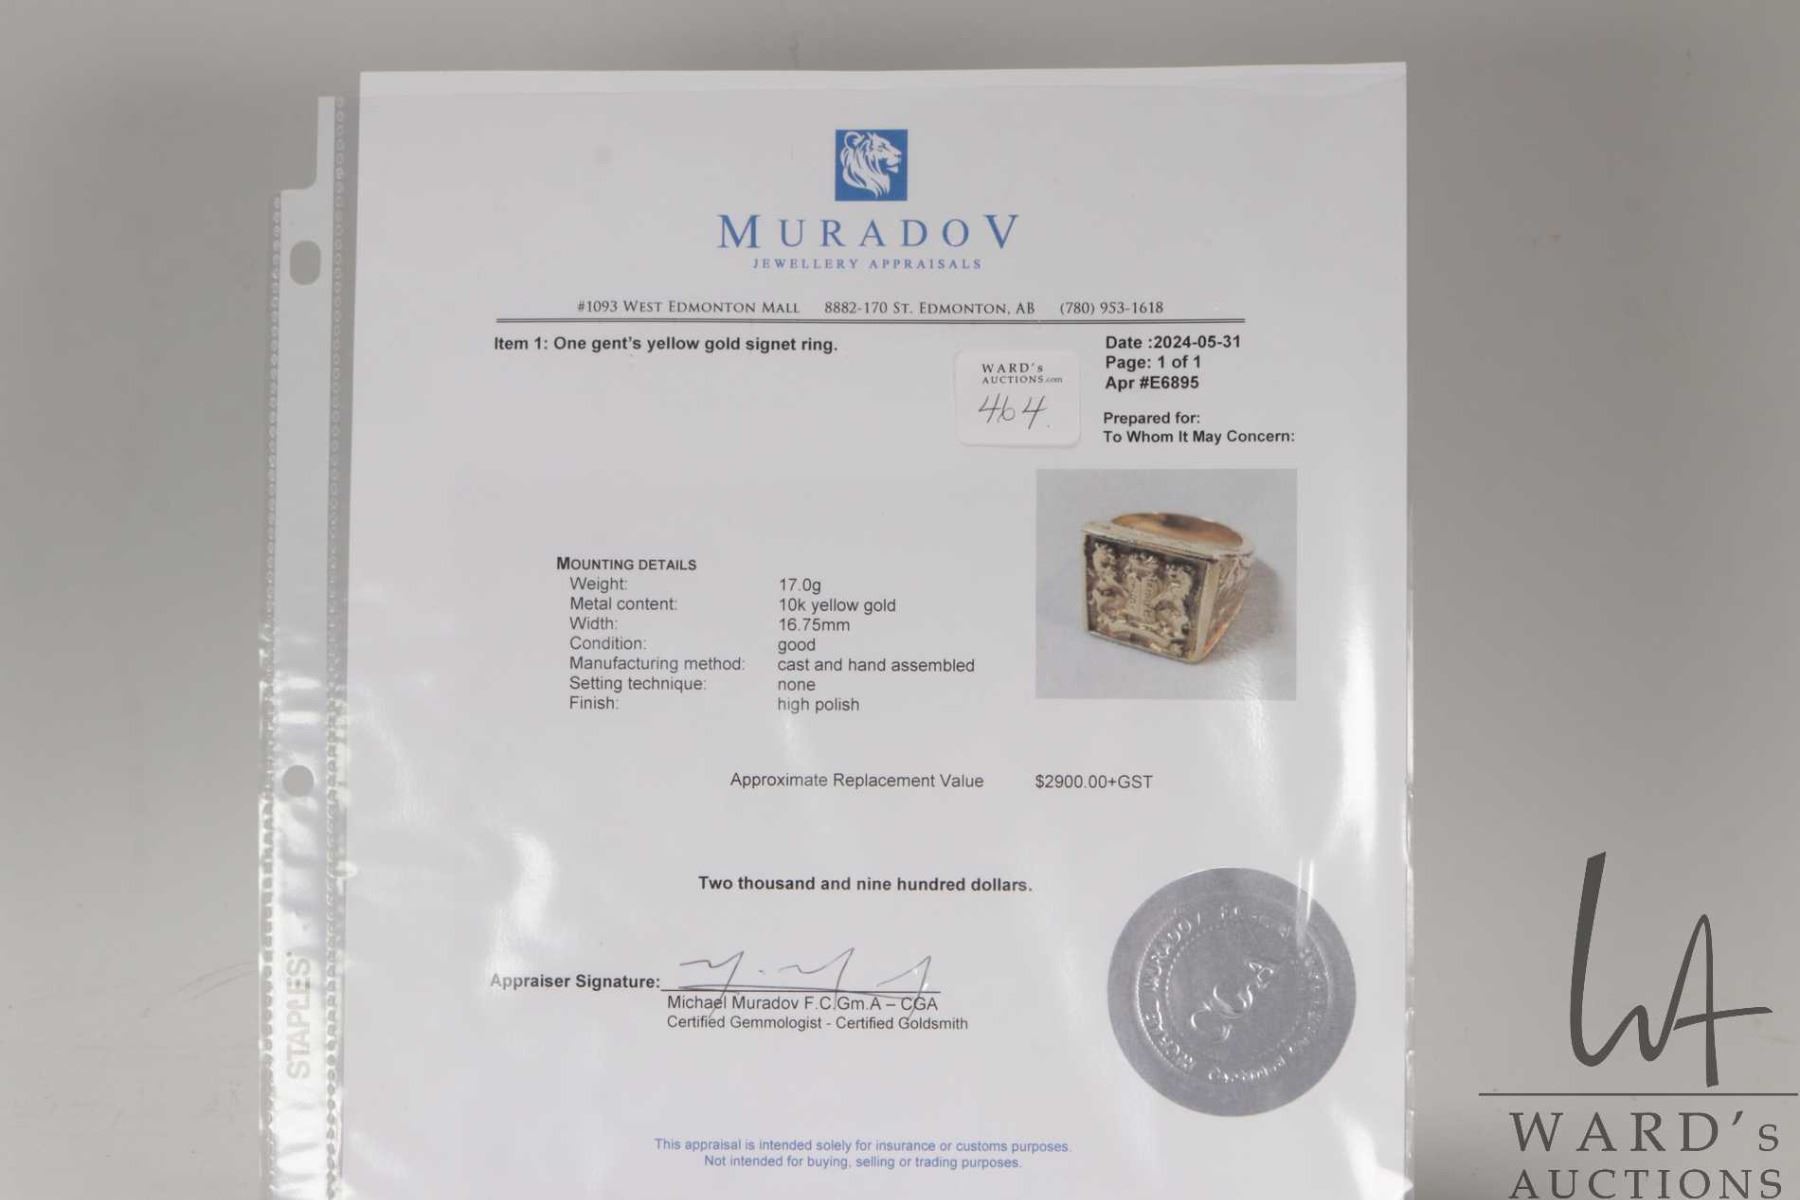 MURADOV
JEWELLERY APPRAISALS
#1093 WEST EDMONTON MALL 8882-170 ST. EDMONTON, AB (780) 953-1618
Item 1: One gent's yellow gold signet ring.
Date :2024-05-31
Page: 1 of 1
Apr #E6895
WARD's
AUCTIONS.com
464.
Prepared for:
To Whom It May Concern:
MOUNTING DETAILS
Weight: 17.0g
Metal content: 10k yellow gold
Width: 16.75mm
Condition: good
Manufacturing method: cast and hand assembled
Setting technique: none
Finish: high polish
Approximate Replacement Value $2900.00+GST
Two thousand and nine hundred dollars.
Appraiser Signature:
Michael Muradov F.C.Gm.A – CGA
Certified Gemmologist - Certified Goldsmith
MURADOV
CGA
This appraisal is intended solely for insurance or customs purposes.
Not intended for buying, selling or trading purposes.
STAPLES
WA
WARD's
AUCTIONS